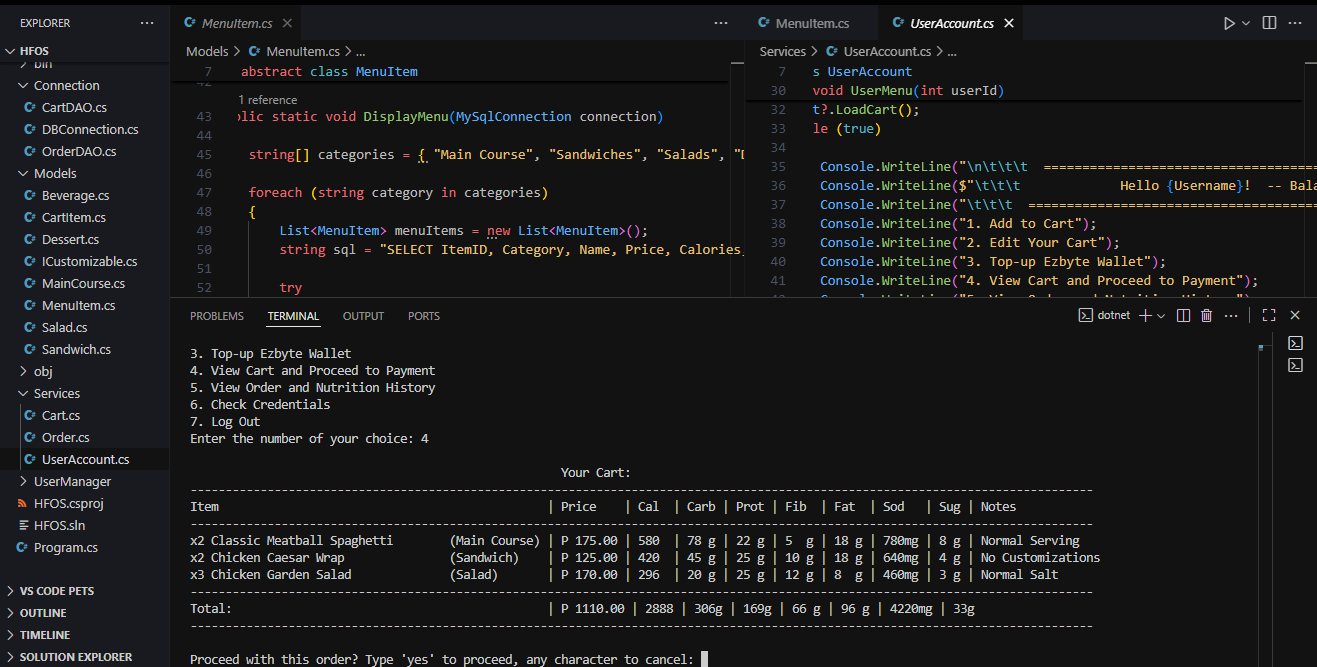 EXPLORER
HFOS
bin
Connection
CartDAO.cs
DBConnection.cs
OrderDAO.cs
Models
Beverage.cs
CartItem.cs
Dessert.cs
ICustomizable.cs
MainCourse.cs
MenuItem.cs
Salad.cs
Sandwich.cs
obj
Services
Cart.cs
Order.cs
UserAccount.cs
UserManager
HFOS.csproj
HFOS.sln
Program.cs
VS CODE PETS
OUTLINE
TIMELINE
SOLUTION EXPLORER
MenuItem.cs
Models > MenuItem.cs > ...
7 abstract class MenuItem
42
1 reference
43 blic static void DisplayMenu(MySqlConnection connection)
44
45 string[] categories = { "Main Course", "Sandwiches", "Salads", "D
46
47 foreach (string category in categories)
48 {
49 List<MenuItem> menuItems = new List<MenuItem>();
50 string sql = "SELECT ItemID, Category, Name, Price, Calories,
51
52 try
MenuItem.cs UserAccount.cs
Services > UserAccount.cs > ...
7 s UserAccount
30 void UserMenu(int userId)
32 t?.LoadCart();
33 le (true)
34
35 Console.WriteLine("\n\t\t\t ===================================
36 Console.WriteLine($"\t\t\t Hello {Username}! -- Bala
37 Console.WriteLine("\t\t\t =====================================
38 Console.WriteLine("1. Add to Cart");
39 Console.WriteLine("2. Edit Your Cart");
40 Console.WriteLine("3. Top-up Ezbyte Wallet");
41 Console.WriteLine("4. View Cart and Proceed to Payment");
PROBLEMS TERMINAL OUTPUT PORTS
dotnet
3. Top-up Ezbyte Wallet
4. View Cart and Proceed to Payment
5. View Order and Nutrition History
6. Check Credentials
7. Log Out
Enter the number of your choice: 4
Your Cart:
Item | Price | Cal | Carb | Prot | Fib | Fat | Sod | Sug | Notes
x2 Classic Meatball Spaghetti (Main Course) | P 175.00 | 580 | 78 g | 22 g | 5 g | 18 g | 780mg | 8 g | Normal Serving
x2 Chicken Caesar Wrap (Sandwich) | P 125.00 | 420 | 45 g | 25 g | 10 g | 18 g | 640mg | 4 g | No Customizations
x3 Chicken Garden Salad (Salad) | P 170.00 | 296 | 20 g | 25 g | 12 g | 8 g | 460mg | 3 g | Normal Salt
Total: | P 1110.00 | 2888 | 306g | 169g | 66 g | 96 g | 4220mg | 33g
Proceed with this order? Type 'yes' to proceed, any character to cancel: